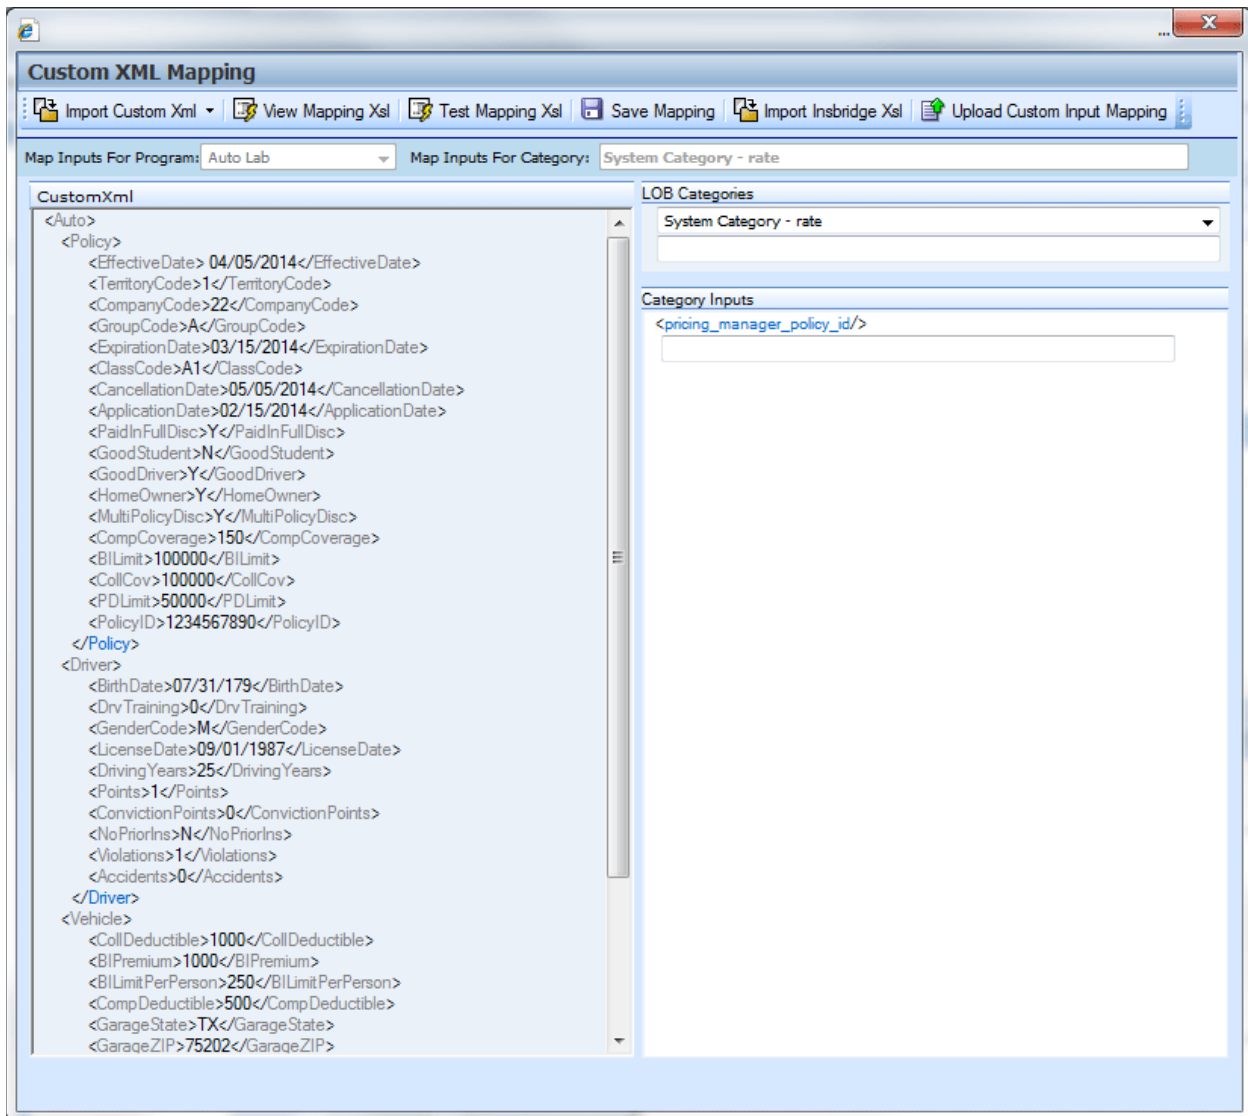 ...
X
Custom XML Mapping
Import Custom Xml View Mapping Xsl Test Mapping Xsl Save Mapping Import Insbridge Xsl Upload Custom Input Mapping
Map Inputs For Program: Auto Lab Map Inputs For Category: System Category - rate
CustomXml
<Auto>
<Policy>
<EffectiveDate> 04/05/2014</EffectiveDate>
<TerritoryCode>1</TerritoryCode>
<CompanyCode>22</CompanyCode>
<GroupCode>A</GroupCode>
<ExpirationDate>03/15/2014</ExpirationDate>
<ClassCode>A1</ClassCode>
<CancellationDate>05/05/2014</CancellationDate>
<ApplicationDate>02/15/2014</ApplicationDate>
<PaidInFullDisc>Y</PaidInFullDisc>
<GoodStudent>N</GoodStudent>
<GoodDriver>Y</GoodDriver>
<HomeOwner>Y</HomeOwner>
<MultiPolicyDisc>Y</MultiPolicyDisc>
<CompCoverage>150</CompCoverage>
<BILimit>100000</BILimit>
<CollCov>100000</CollCov>
<PDLimit>50000</PDLimit>
<PolicyID>1234567890</PolicyID>
</Policy>
<Driver>
<BirthDate>07/31/179</BirthDate>
<DrvTraining>0</DrvTraining>
<GenderCode>M</GenderCode>
<LicenseDate>09/01/1987</LicenseDate>
<DrivingYears>25</DrivingYears>
<Points>1</Points>
<ConvictionPoints>0</ConvictionPoints>
<NoPriorIns>N</NoPriorIns>
<Violations>1</Violations>
<Accidents>0</Accidents>
</Driver>
<Vehicle>
<CollDeductible>1000</CollDeductible>
<BIPremium>1000</BIPremium>
<BILimitPerPerson>250</BILimitPerPerson>
<CompDeductible>500</CompDeductible>
<GarageState>TX</GarageState>
<GarageZIP>75202</GarageZIP>
LOB Categories
System Category - rate
Category Inputs
<pricing_manager_policy_id/>